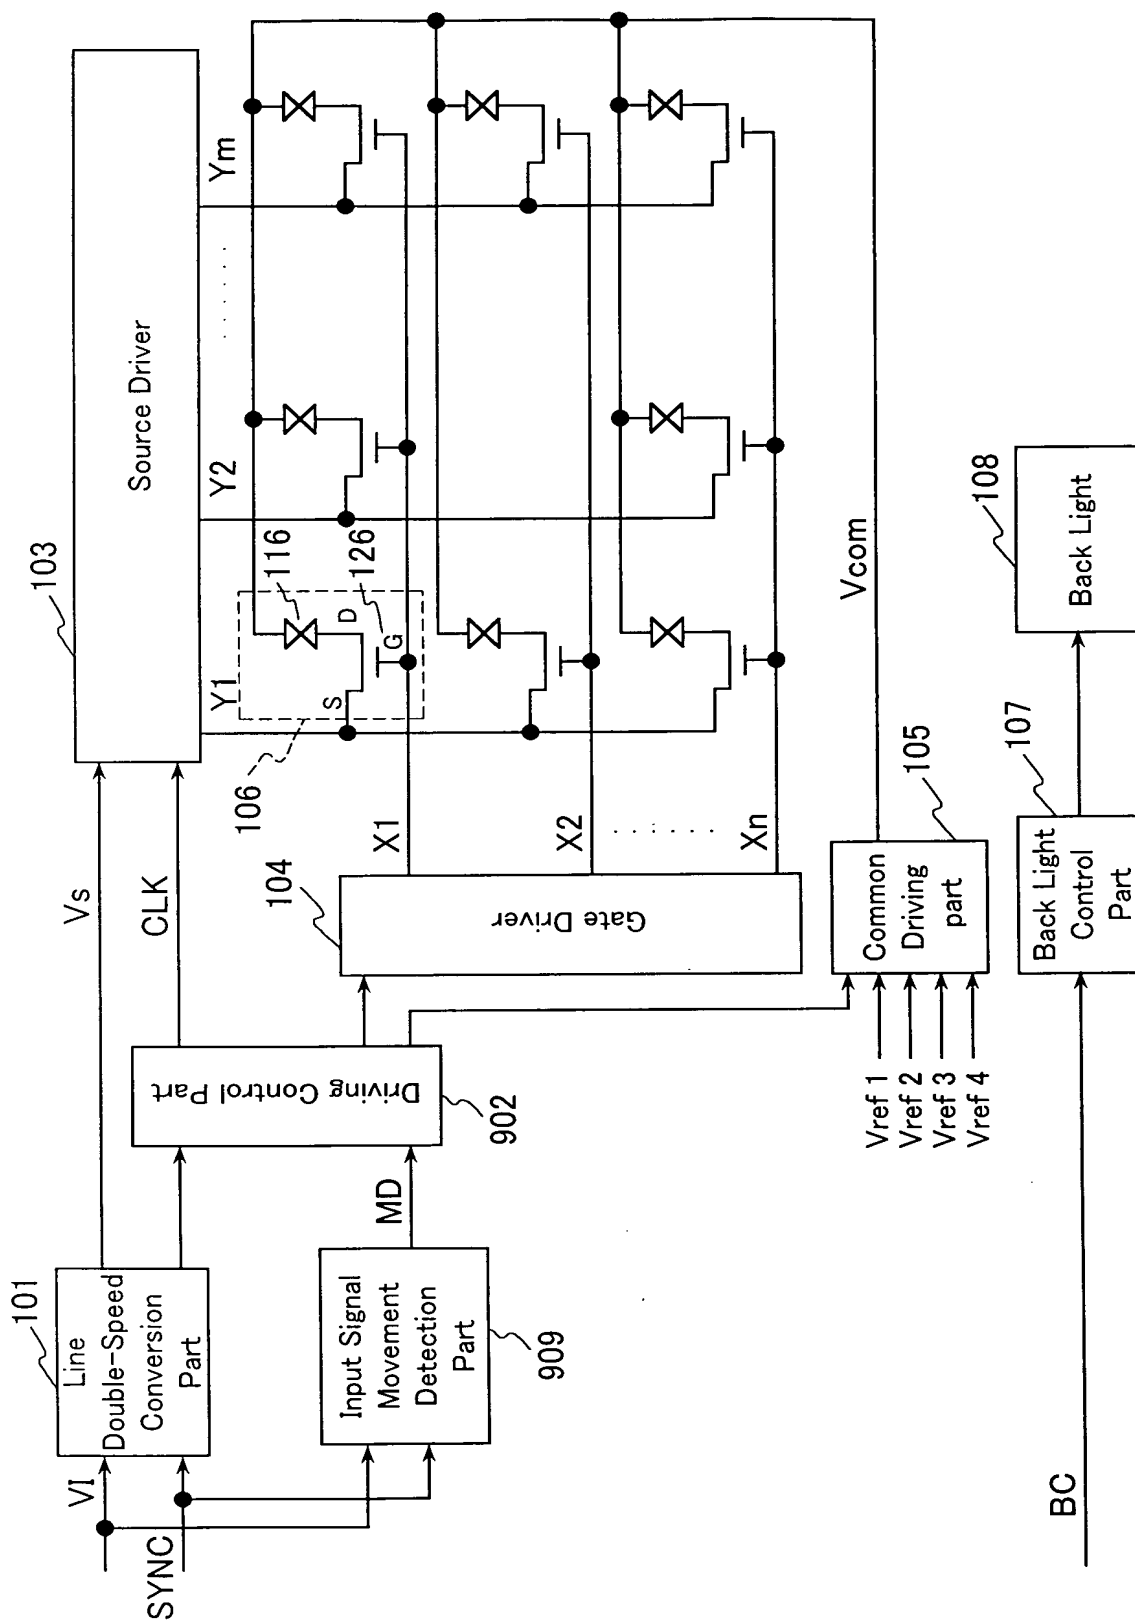 VI
SYNC
101
Line
Double-Speed
Conversion
Part
Input Signal
Movement
Detection
Part
909
MD
Driving Control Part
902
Vs
CLK
103
Source Driver
104
Gate Driver
Y1
Y2
Ym
. . . . . . .
106
116
126
S
D
G
X1
X2
. . . . . . .
Xn
Common
Driving
part
105
Vcom
Vref 1
Vref 2
Vref 3
Vref 4
BC
Back Light
Control
Part
107
Back Light
108